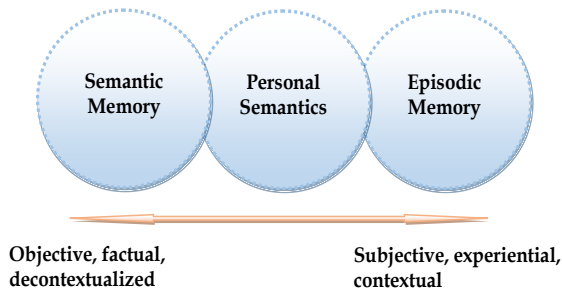 Semantic
Memory
Personal
Semantics
Episodic
Memory
Objective, factual,
decontextualized
Subjective, experiential,
contextual